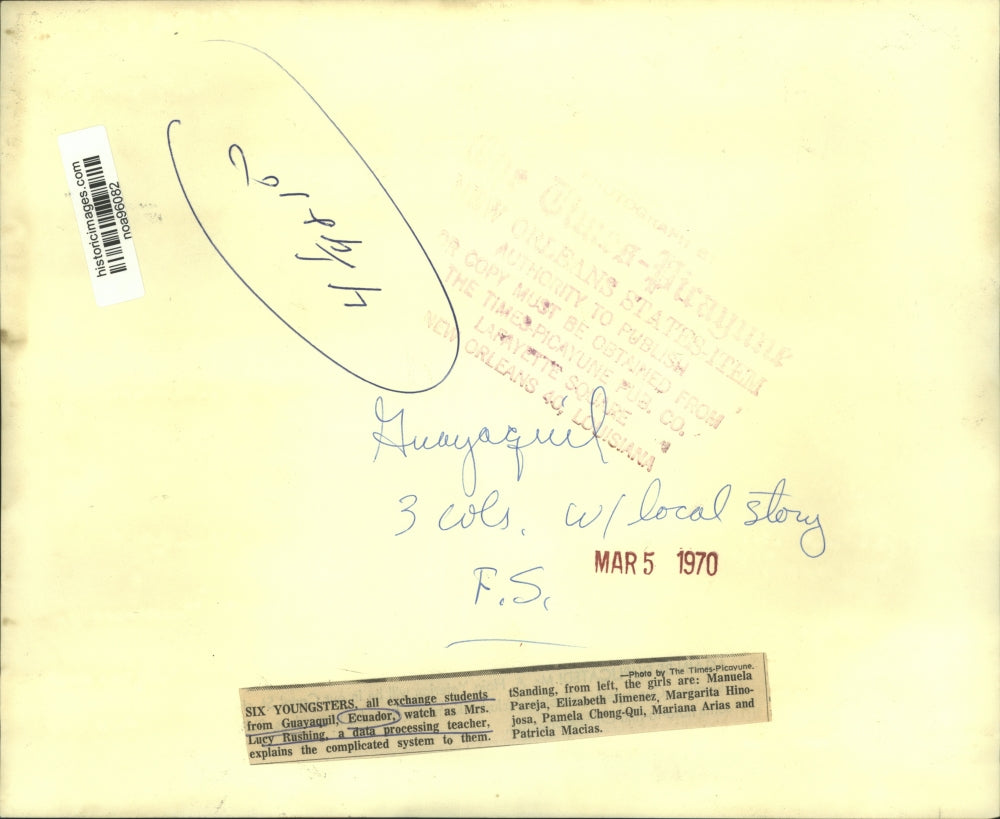 historicimages.com
noa96082
PHOTOGRAPH
Times-Picayune
NEW ORLEANS STATES-ITEM
AUTHORITY TO PUBLISH
OR COPY MUST BE OBTAINED FROM
THE TIMES-PICAYUNE PUB. CO.
LAFAYETTE SQUARE
NEW ORLEANS 40, LOUISIANA
Guayaquil
3 cols. w/ local story
MAR 5 1970
F.S.
SIX YOUNGSTERS, all exchange students
from Guayaquil, Ecuador, watch as Mrs.
Lucy Rushing, a data processing teacher,
explains the complicated system to them.
—Photo by The Times-Picayune.
tSanding, from left, the girls are: Manuela
Pareja, Elizabeth Jimenez, Margarita Hino-
josa, Pamela Chong-Qui, Mariana Arias and
Patricia Macias.